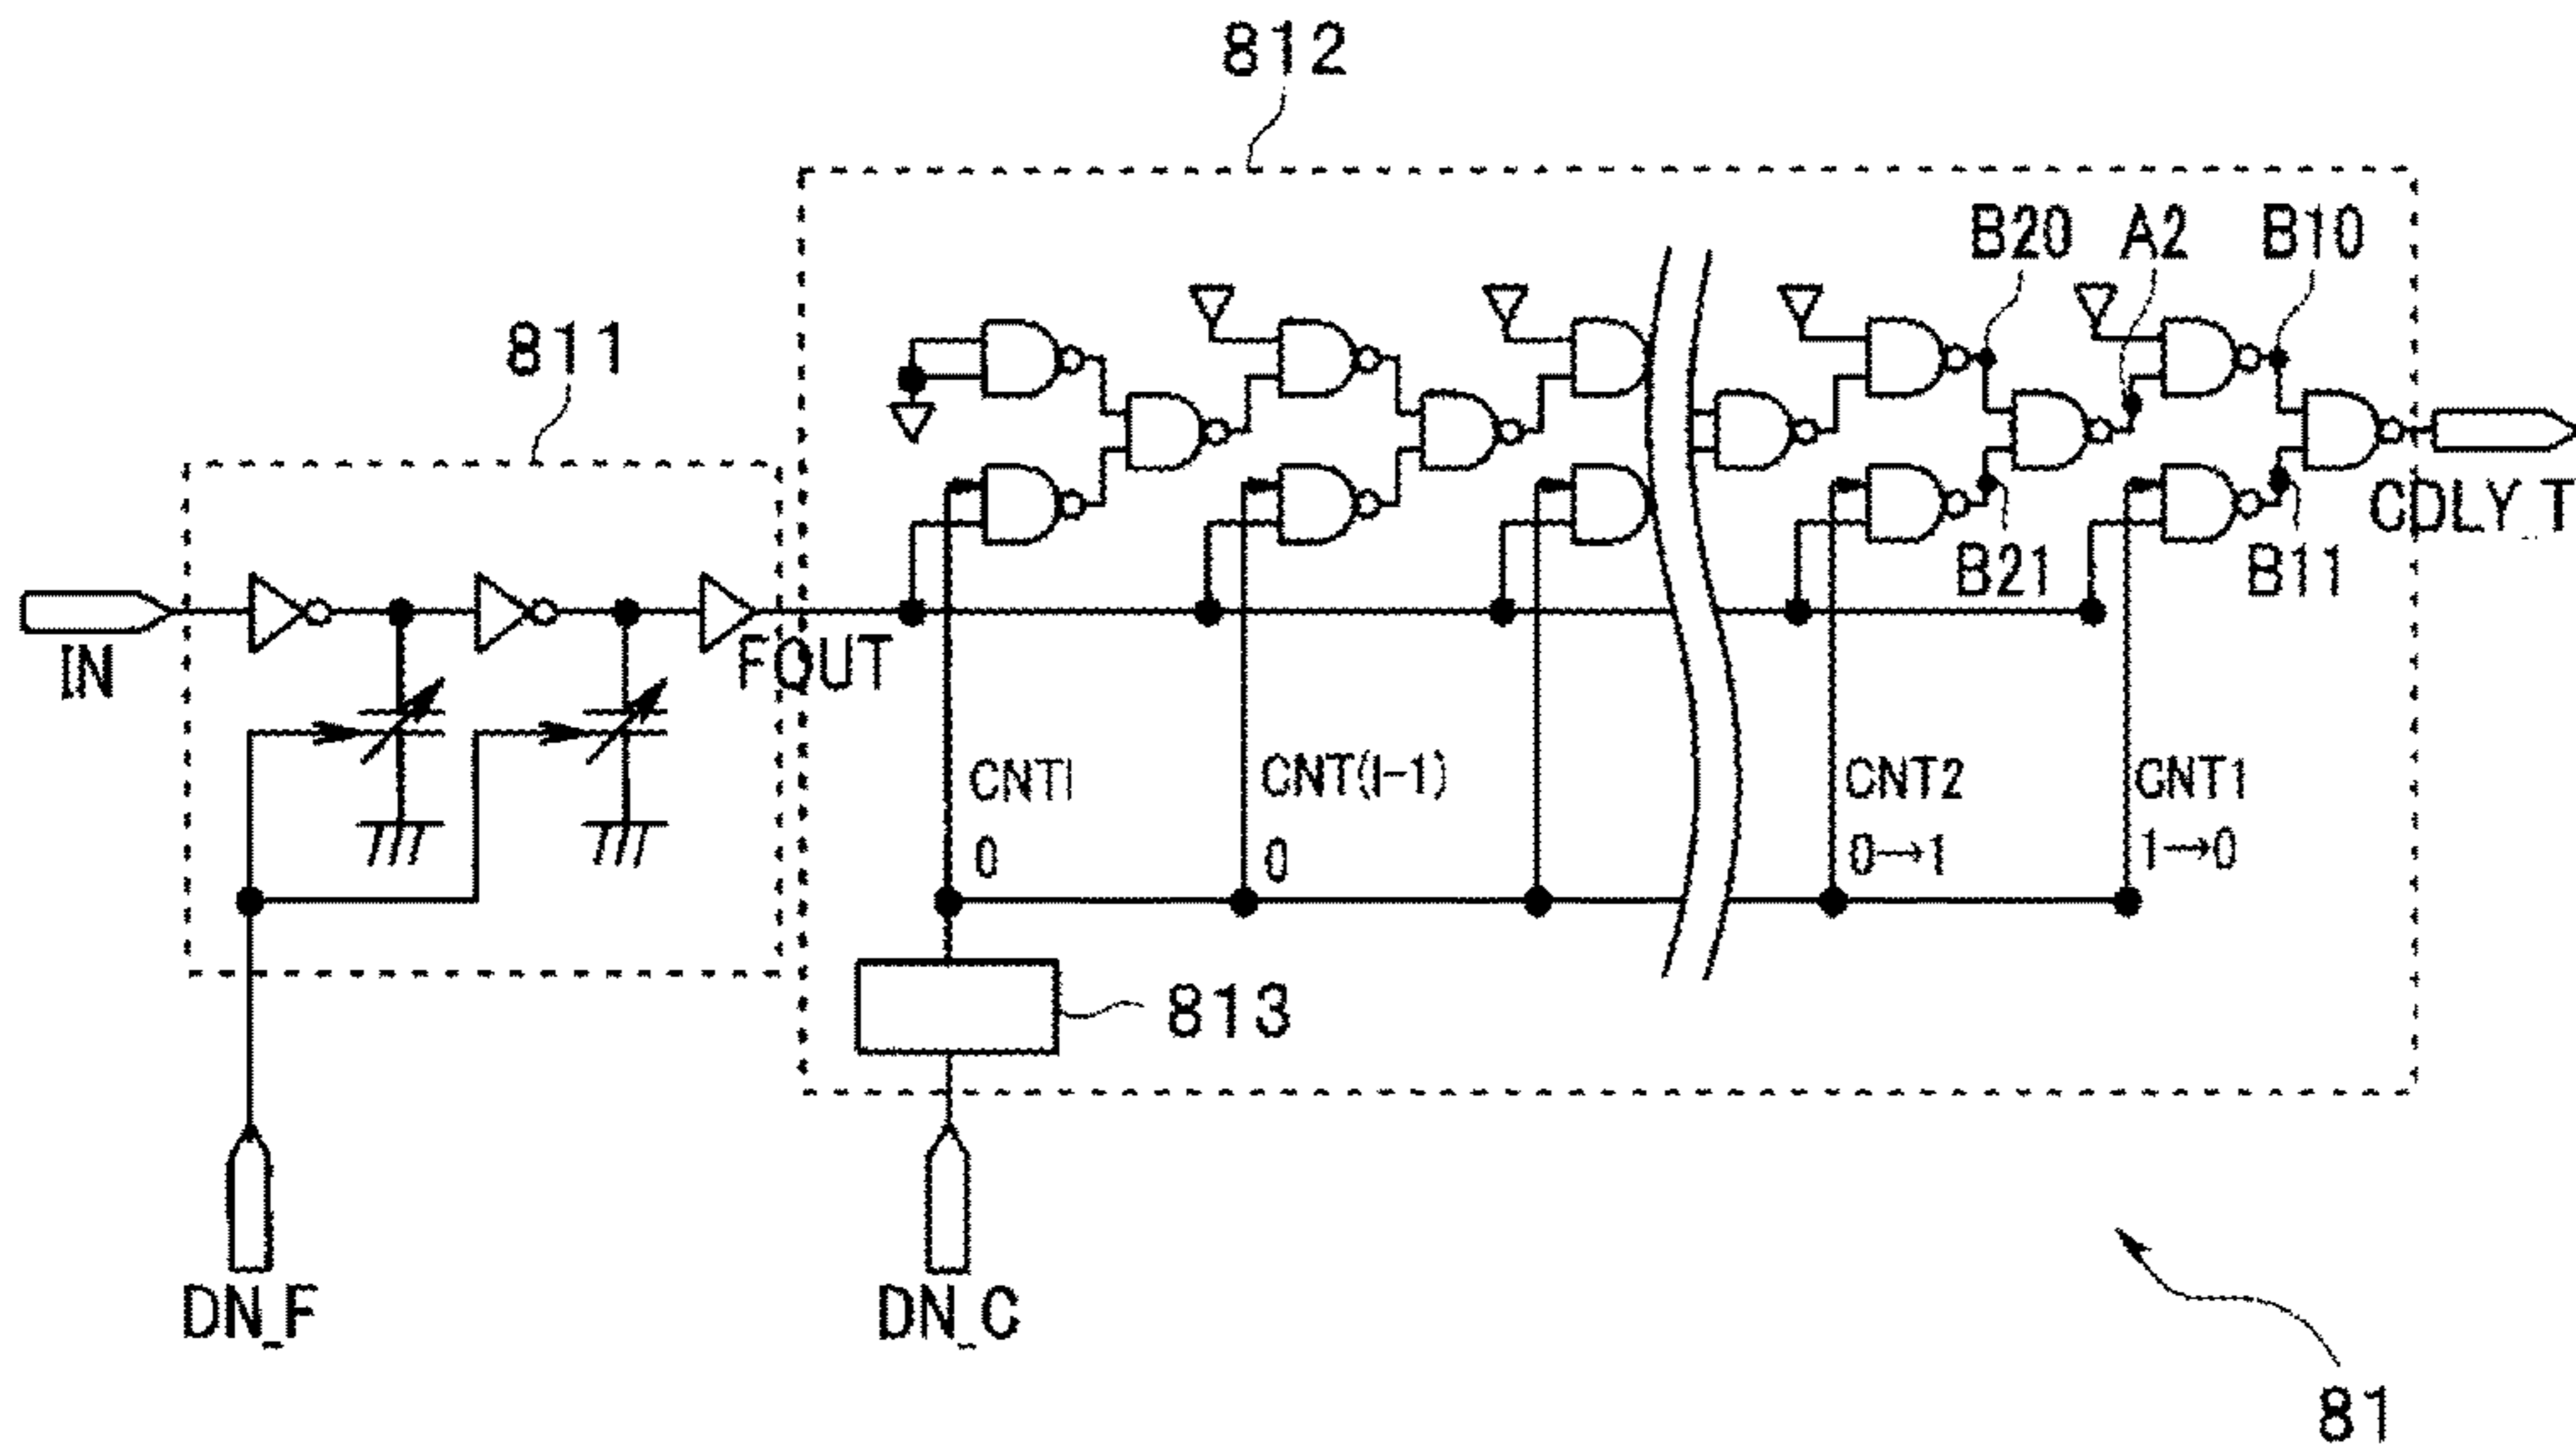 812
B20 A2 B10
811
CDLY_T
B21 B11
IN
FOUT
CNTI CNT(I-1) CNT2 CNT1
0 0 0→1 1→0
813
DN_F DN_C
81